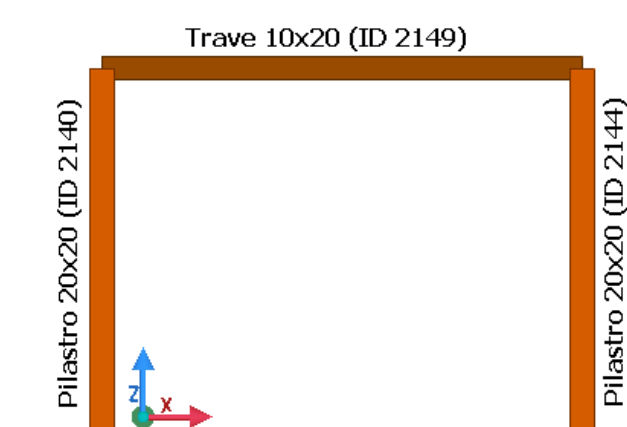 Trave 10x20 (ID 2149)
Pilastro 20x20 (ID 2140)
Pilastro 20x20 (ID 2144)
Z
X